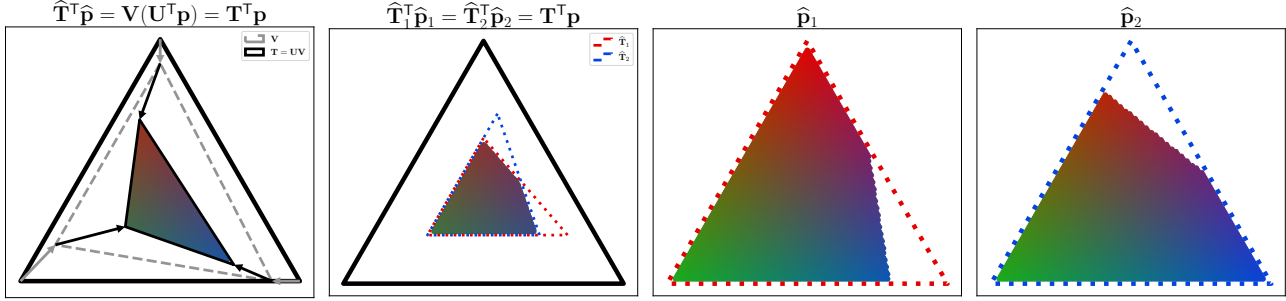 T̂ᵀp̂ = V(Uᵀp) = Tᵀp
V
T = UV
T̂₁ᵀp̂₁ = T̂₂ᵀp̂₂ = Tᵀp
T̂₁
T̂₂
p̂₁
p̂₂